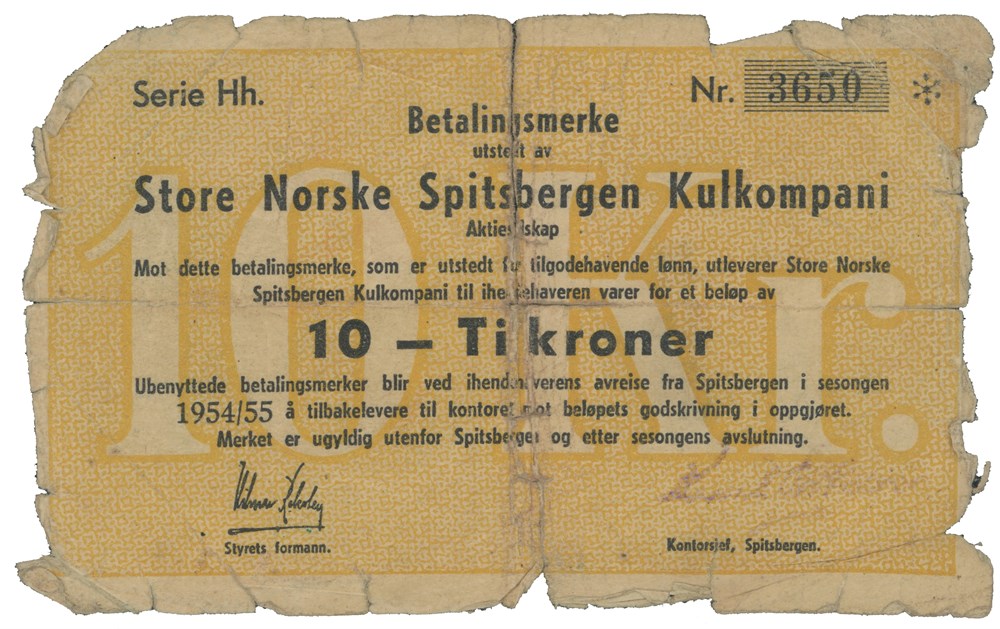 Serie Hh.
Nr. 3650 *
Betalingsmerke
utstedt av
Store Norske Spitsbergen Kulkompani
Aktieselskap
Mot dette betalingsmerke, som er utstedt for tilgodehavende lønn, utleverer Store Norske
Spitsbergen Kulkompani til ihendehaveren varer for et beløp av
10 — Ti kroner
Ubenyttede betalingsmerker blir ved ihendehaverens avreise fra Spitsbergen i sesongen
1954/55 å tilbakelevere til kontoret mot beløpets godskrivning i oppgjøret.
Merket er ugyldig utenfor Spitsbergen og etter sesongens avslutning.
10 Kr.
Styrets formann.
Kontorsjef, Spitsbergen.